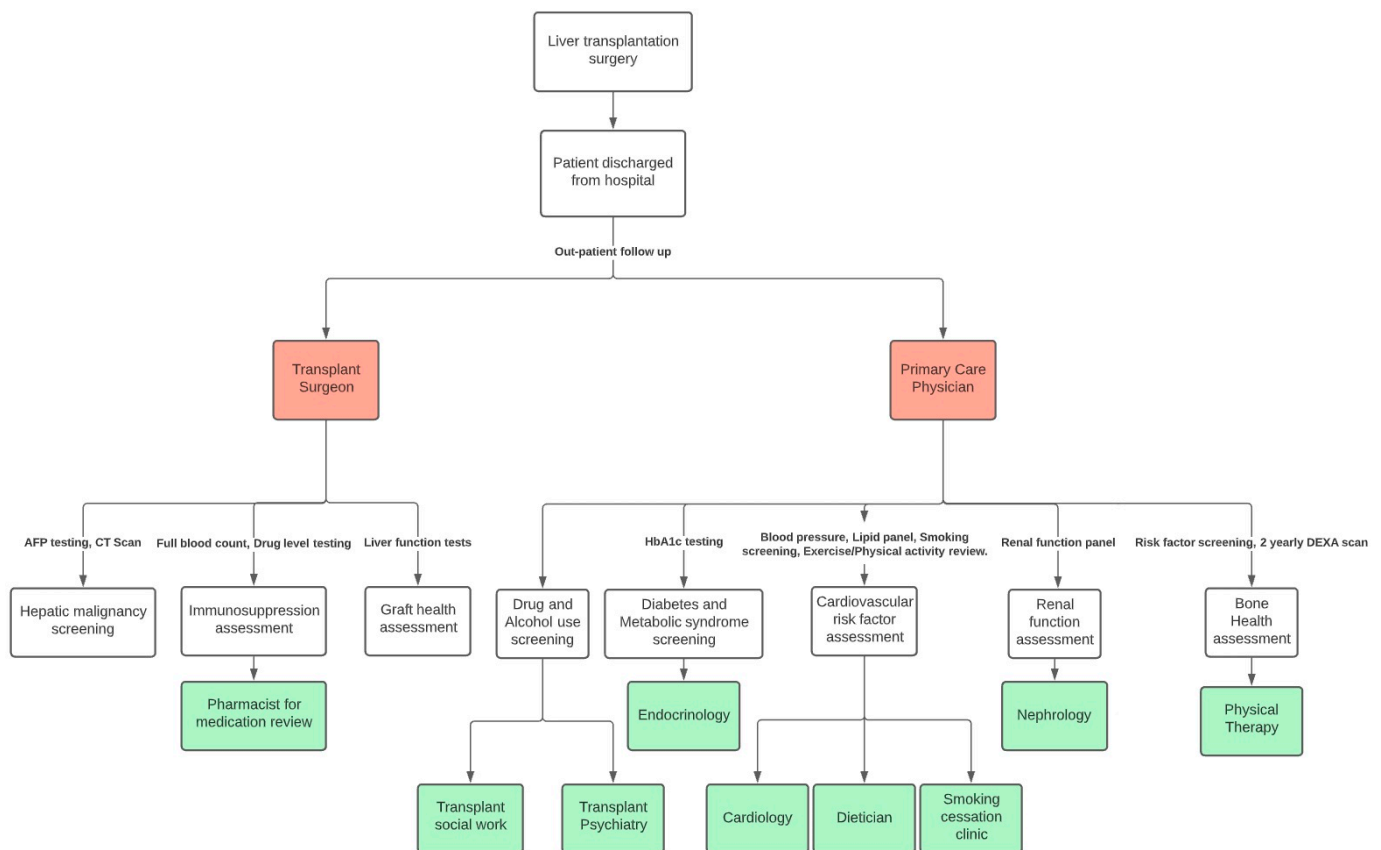 Liver transplantation
surgery
Patient discharged
from hospital
Out-patient follow up
Transplant
Surgeon
Primary Care
Physician
AFP testing, CT Scan
Full blood count, Drug level testing
Liver function tests
HbA1c testing
Blood pressure, Lipid panel, Smoking
screening, Exercise/Physical activity review.
Renal function panel
Risk factor screening, 2 yearly DEXA scan
Hepatic malignancy
screening
Immunosuppression
assessment
Graft health
assessment
Drug and
Alcohol use
screening
Diabetes and
Metabolic syndrome
screening
Cardiovascular
risk factor
assessment
Renal
function
assessment
Bone
Health
assessment
Pharmacist for
medication review
Endocrinology
Nephrology
Physical
Therapy
Transplant
social work
Transplant
Psychiatry
Cardiology
Dietician
Smoking
cessation
clinic